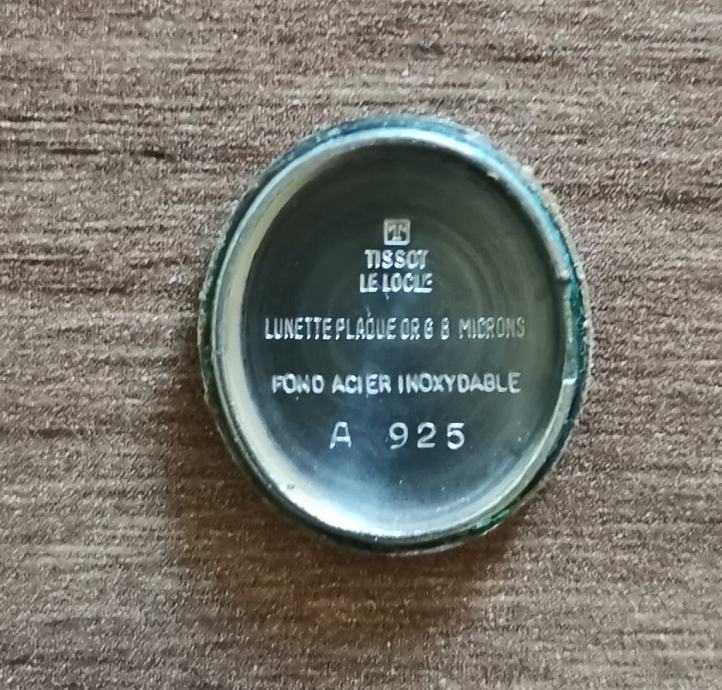 T
TISSOT
LE LOCLE
LUNETTE PLAQUE OR G 8 MICRONS
FOND ACIER INOXYDABLE
A 925